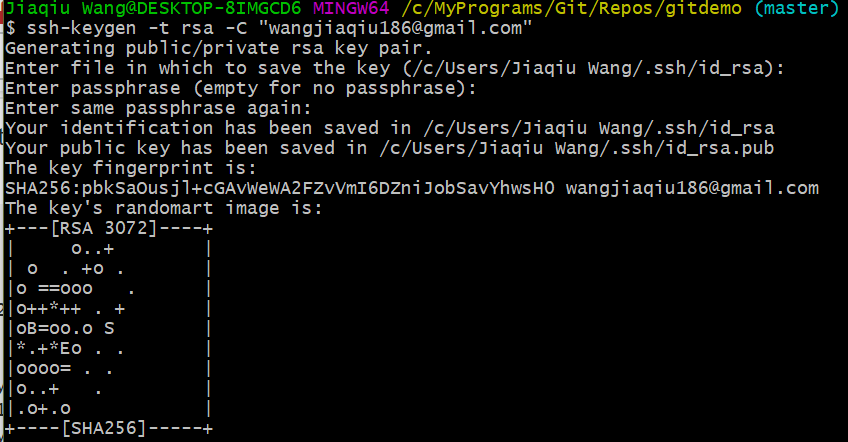 Jiaqiu Wang@DESKTOP-8IMGCD6 MINGW64 /c/MyPrograms/Git/Repos/gitdemo (master)
$ ssh-keygen -t rsa -C "wangjiaqiu186@gmail.com"
Generating public/private rsa key pair.
Enter file in which to save the key (/c/Users/Jiaqiu Wang/.ssh/id_rsa):
Enter passphrase (empty for no passphrase):
Enter same passphrase again:
Your identification has been saved in /c/Users/Jiaqiu Wang/.ssh/id_rsa
Your public key has been saved in /c/Users/Jiaqiu Wang/.ssh/id_rsa.pub
The key fingerprint is:
SHA256:pbkSaOusjl+cGAvWeWA2FZvVmI6DZniJobSavYhwsH0 wangjiaqiu186@gmail.com
The key's randomart image is:
+---[RSA 3072]----+
|     o..+        |
| o  . +o .       |
|o ==ooo   .      |
|o++*++ . +       |
|oB=oo.o S        |
|*.+*Eo . .       |
|oooo= . .        |
|o..+   .         |
|.o+.o            |
+----[SHA256]-----+